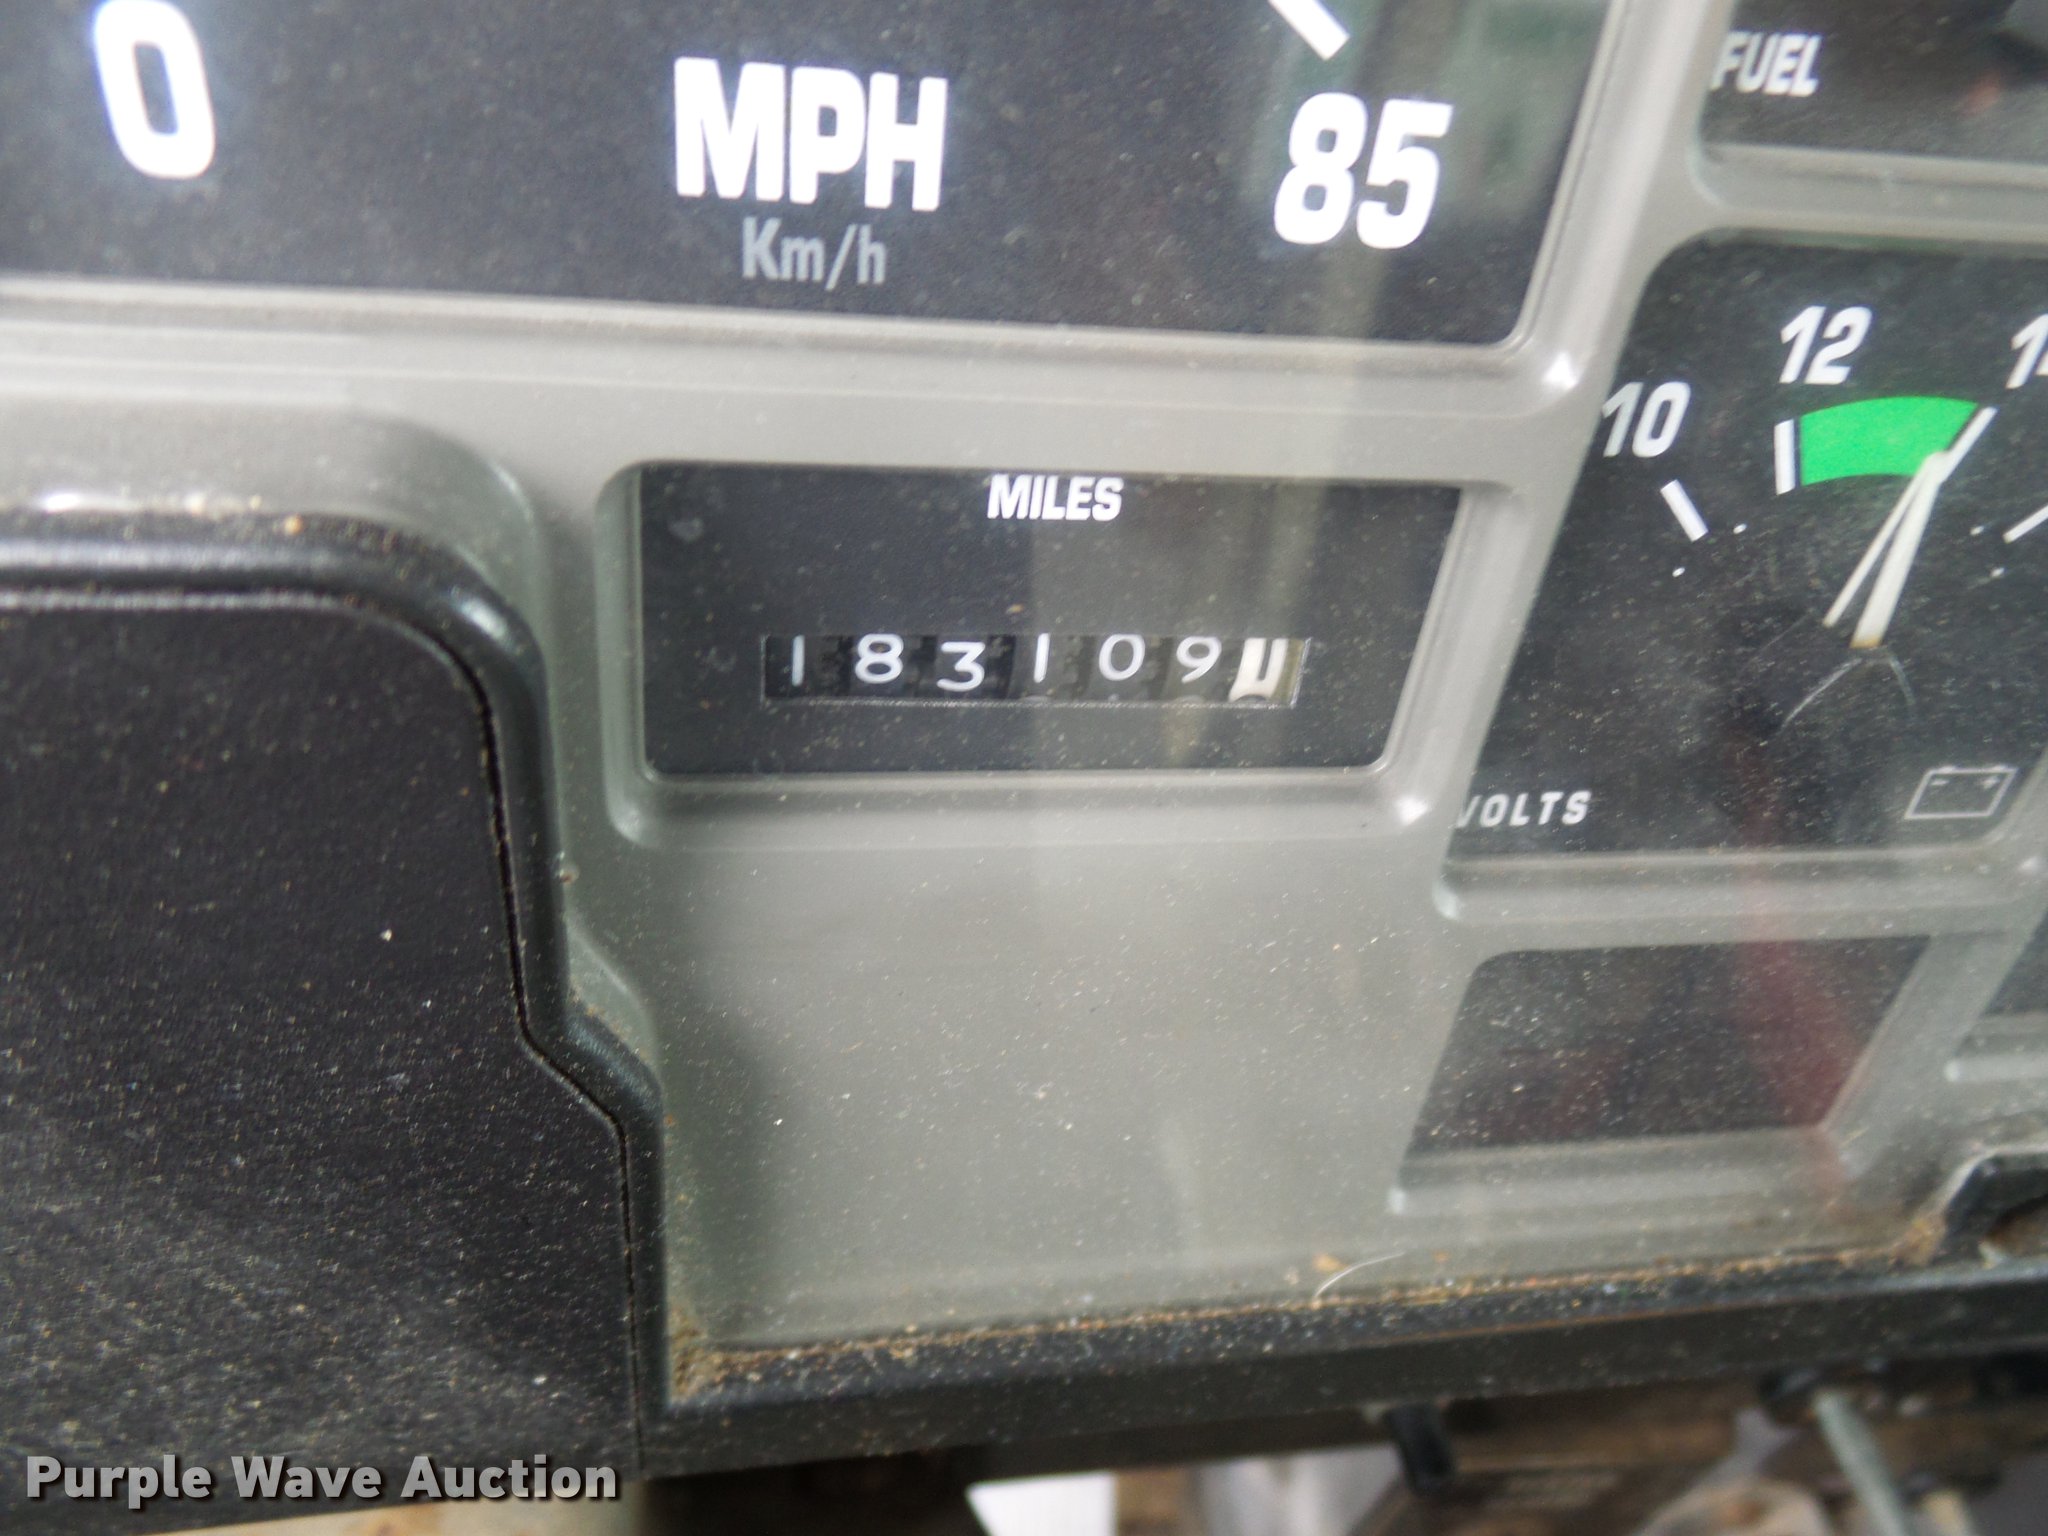 0
MPH
Km/h
85
FUEL
MILES
183109
10
12
VOLTS
- +
Purple Wave Auction